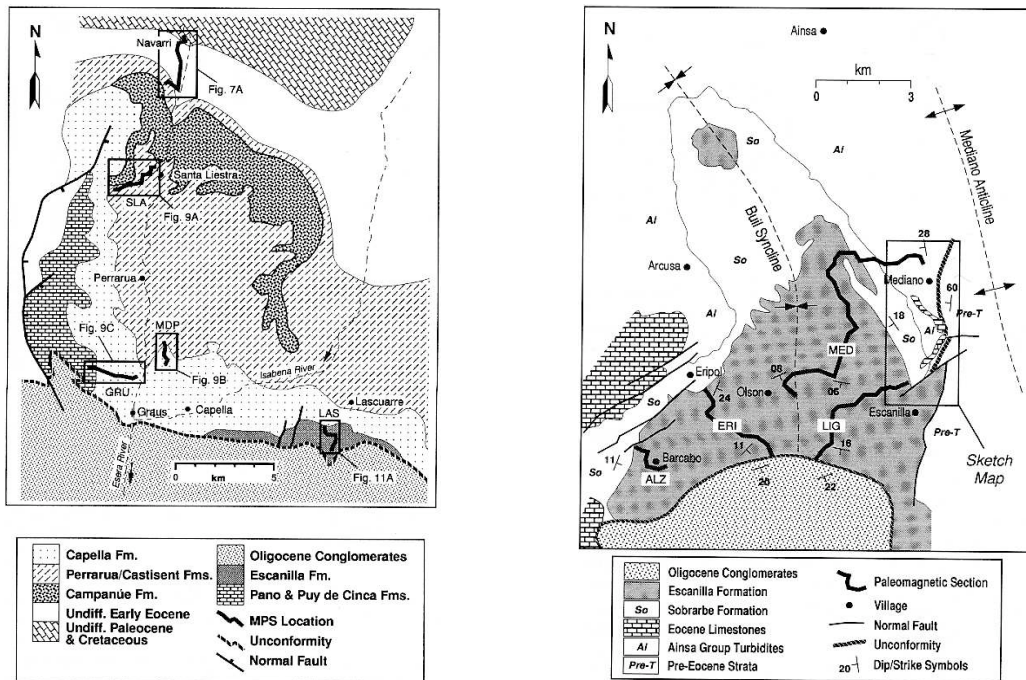 N
Navarri
Fig. 7A
Santa Liestra
SLA
Fig. 9A
Perrarua
Fig. 9C
MDP
Fig. 9B
GRU
Isabena River
Graus
Capella
Lascuarre
LAS
Esera River
0 5
km
Fig. 11A
Capella Fm.
Perrarua/Castisent Fms.
Campanúe Fm.
Undiff. Early Eocene
Undiff. Paleocene
& Cretaceous
Oligocene Conglomerates
Escanilla Fm.
Pano & Puy de Cinca Fms.
MPS Location
Unconformity
Normal Fault
N
Ainsa
km
0 3
So
Ai
Mediano Anticline
Buil Syncline
Ai
Arcusa
So
28
Mediano
60
Pre-T
Ai
18
So
Ai
MED
Eripol
08
06
24
Olson
So
ERI
LIG
Escanilla
Pre-T
11
16
11
Barcabo
So
ALZ
20
22
Sketch
Map
Oligocene Conglomerates
Escanilla Formation
So Sobrarbe Formation
Eocene Limestones
Ai Ainsa Group Turbidites
Pre-T Pre-Eocene Strata
Paleomagnetic Section
Village
Normal Fault
Unconformity
20 Dip/Strike Symbols